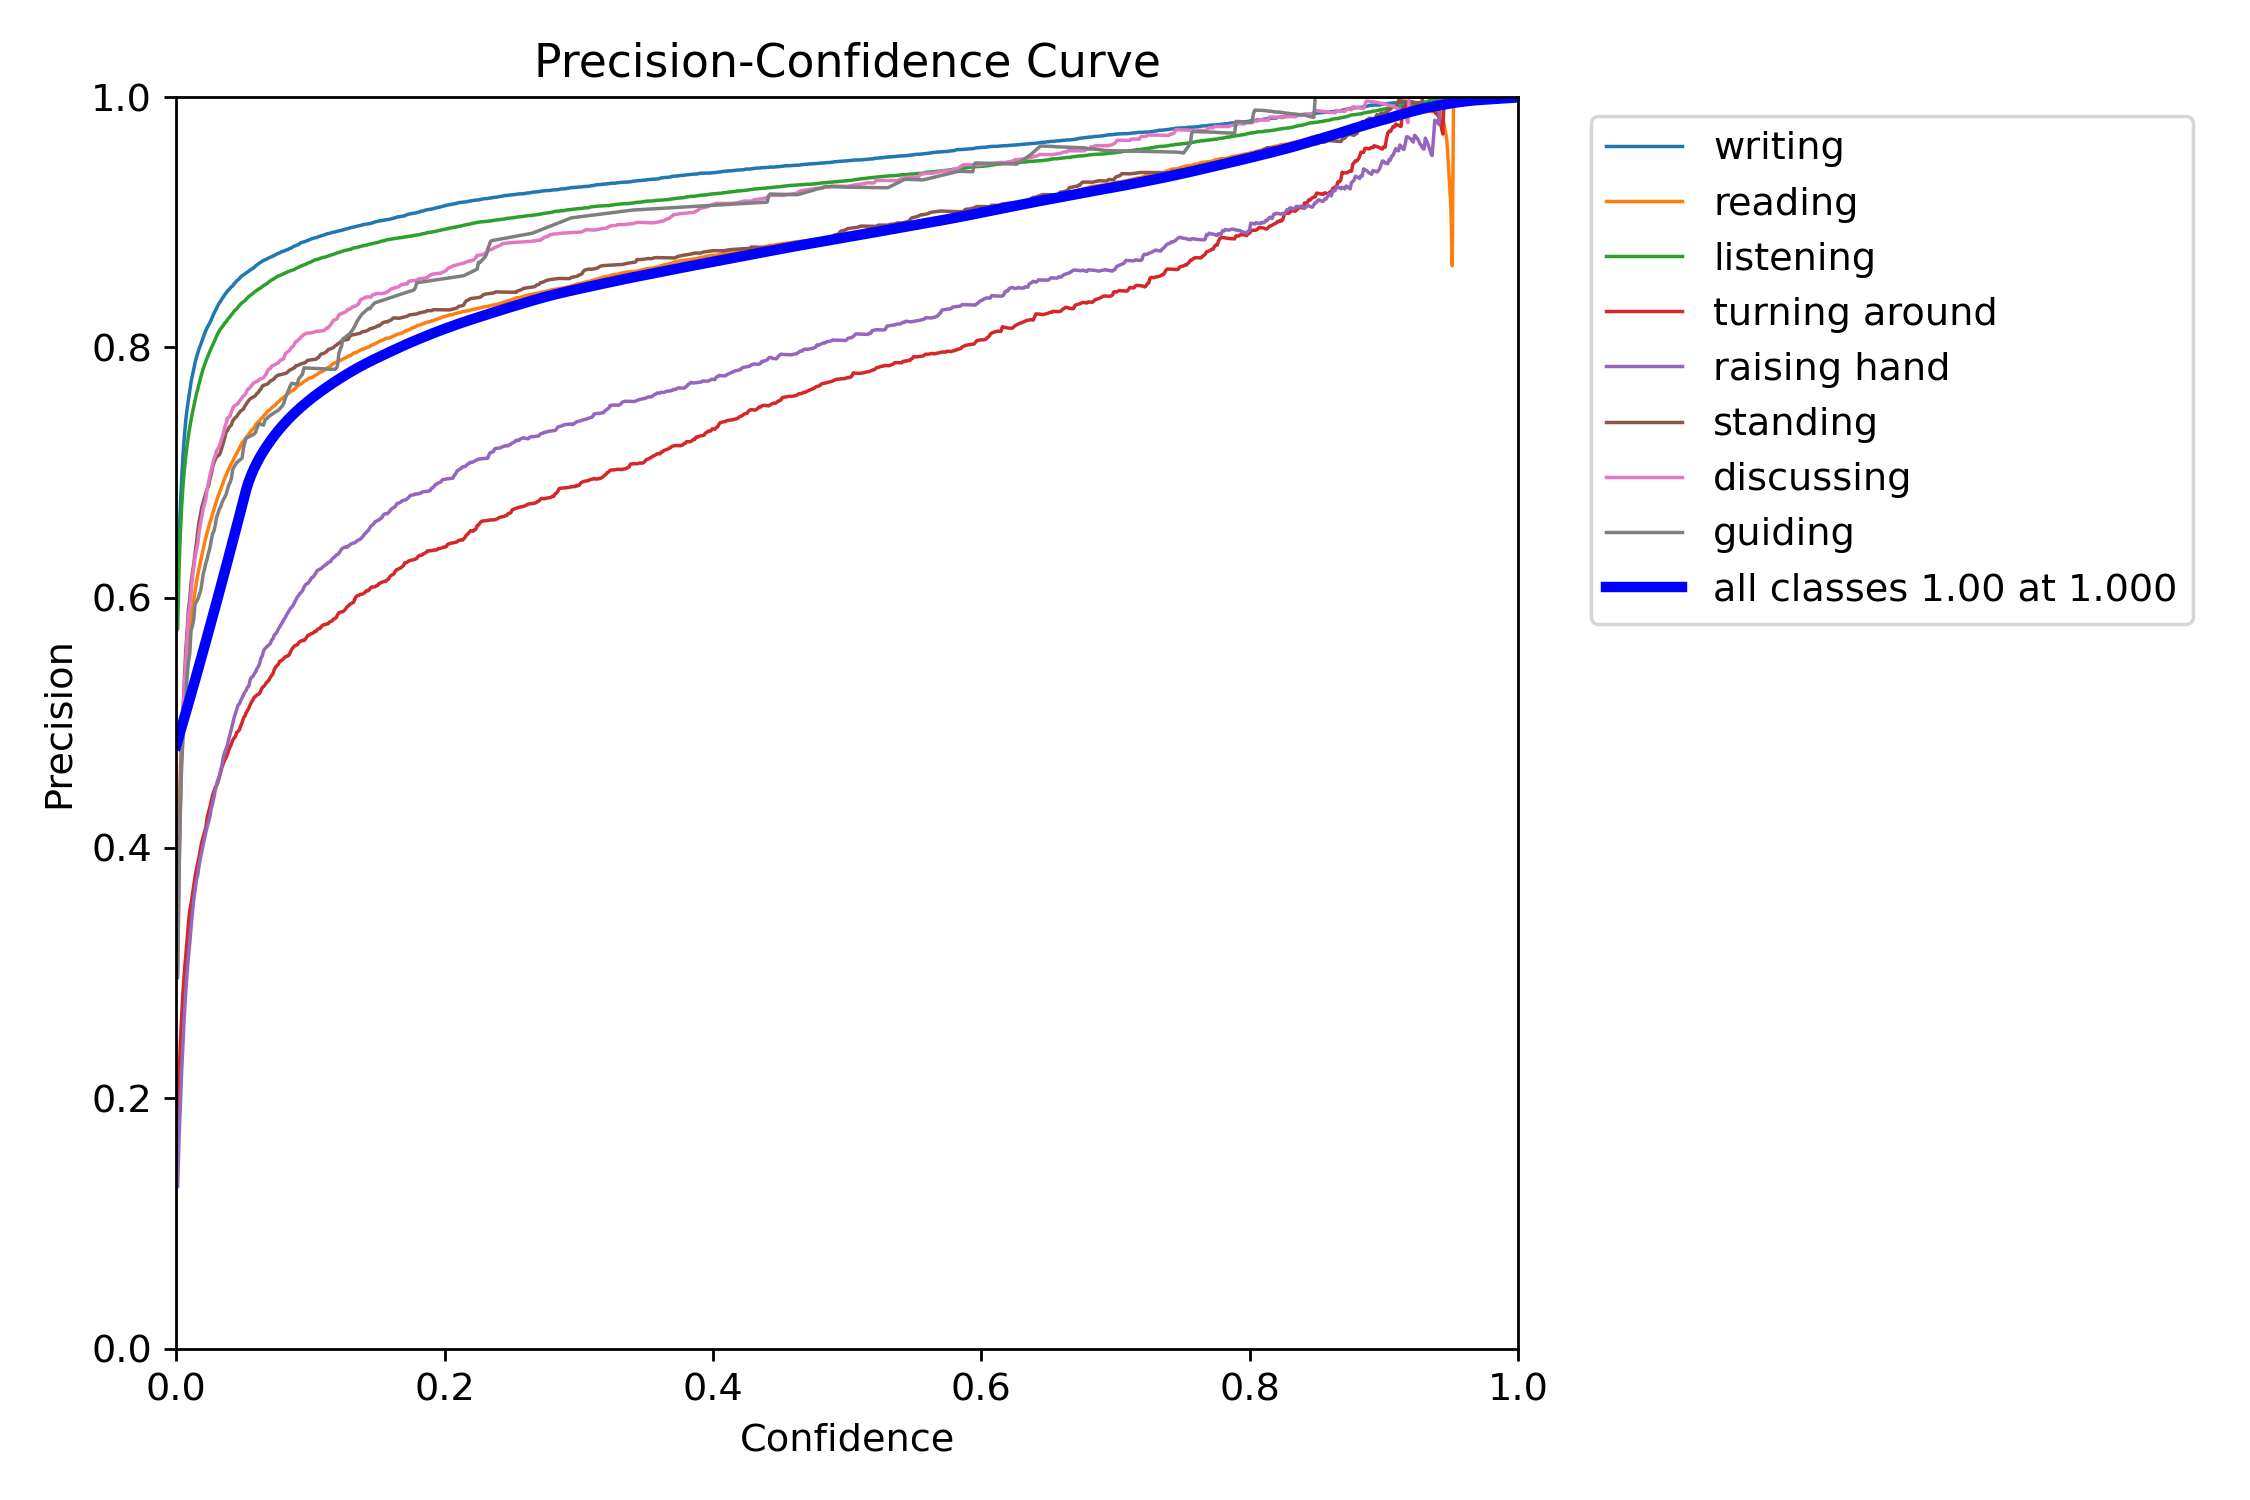 Precision-Confidence Curve
1.0
0.8
0.6
0.4
0.2
0.0
Precision
0.0 0.2 0.4 0.6 0.8 1.0
Confidence
writing
reading
listening
turning around
raising hand
standing
discussing
guiding
all classes 1.00 at 1.000